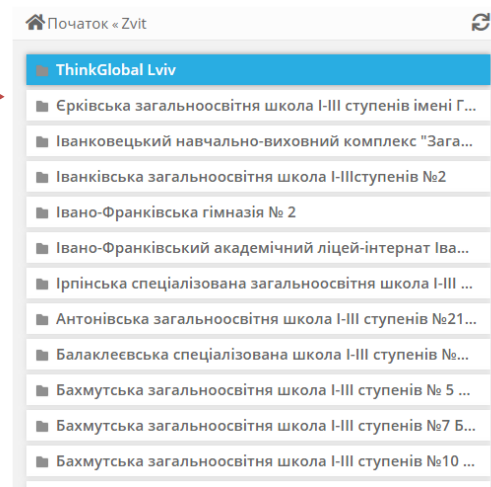 Початок « Zvit
ThinkGlobal Lviv
Єрківська загальноосвітня школа І-ІІІ ступенів імені Г...
Іванковецький навчально-виховний комплекс "Зага...
Іванківська загальноосвітня школа І-ІІІступенів №2
Івано-Франківська гімназія № 2
Івано-Франківський академічний ліцей-інтернат Іва...
Ірпінська спеціалізована загальноосвітня школа І-ІІІ ...
Антонівська загальноосвітня школа І-ІІІ ступенів №21...
Балаклеєвська спеціалізована школа І-ІІІ ступенів №...
Бахмутська загальноосвітня школа І-ІІІ ступенів № 5 ...
Бахмутська загальноосвітня школа І-ІІІ ступенів №7 Б...
Бахмутська загальноосвітня школа І-ІІІ ступенів №10 ...